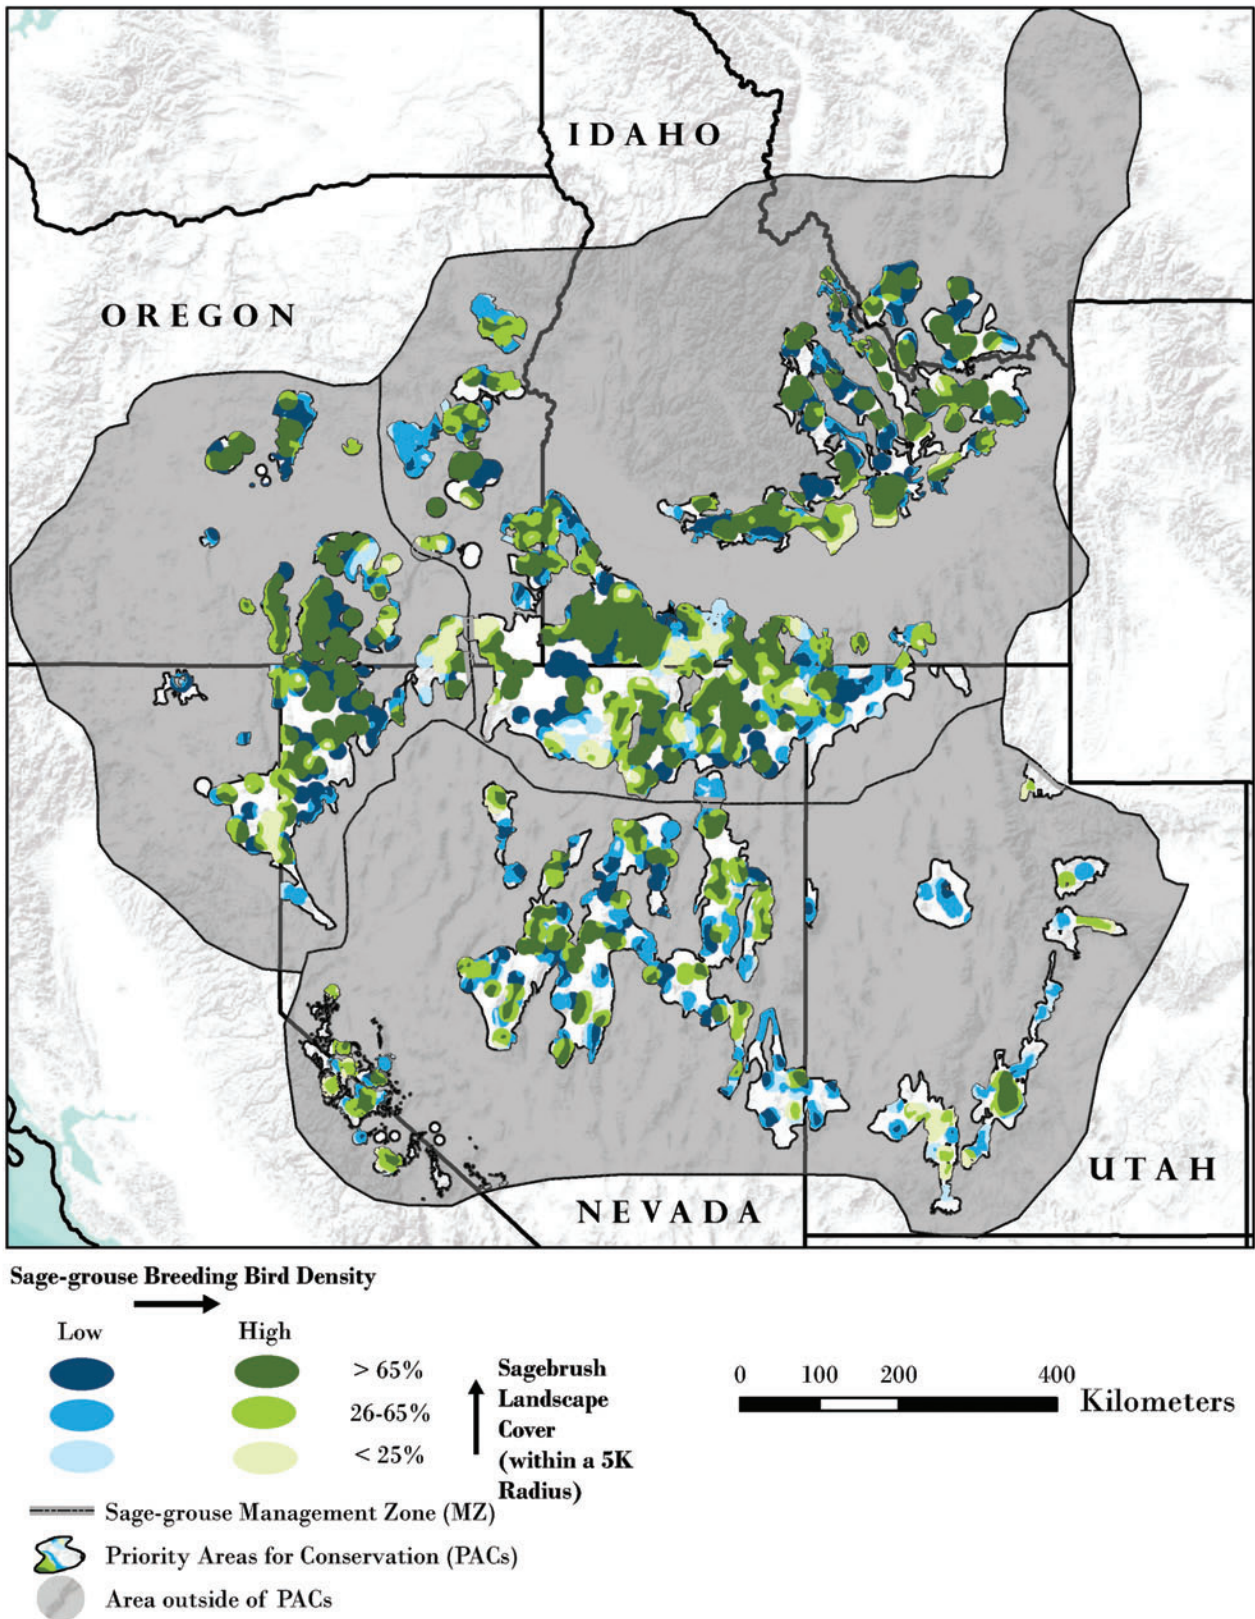 IDAHO
OREGON
UTAH
NEVADA
Sage-grouse Breeding Bird Density
Low High
> 65%
26-65%
< 25%
Sagebrush
Landscape
Cover
(within a 5K
Radius)
0 100 200 400
Kilometers
Sage-grouse Management Zone (MZ)
Priority Areas for Conservation (PACs)
Area outside of PACs